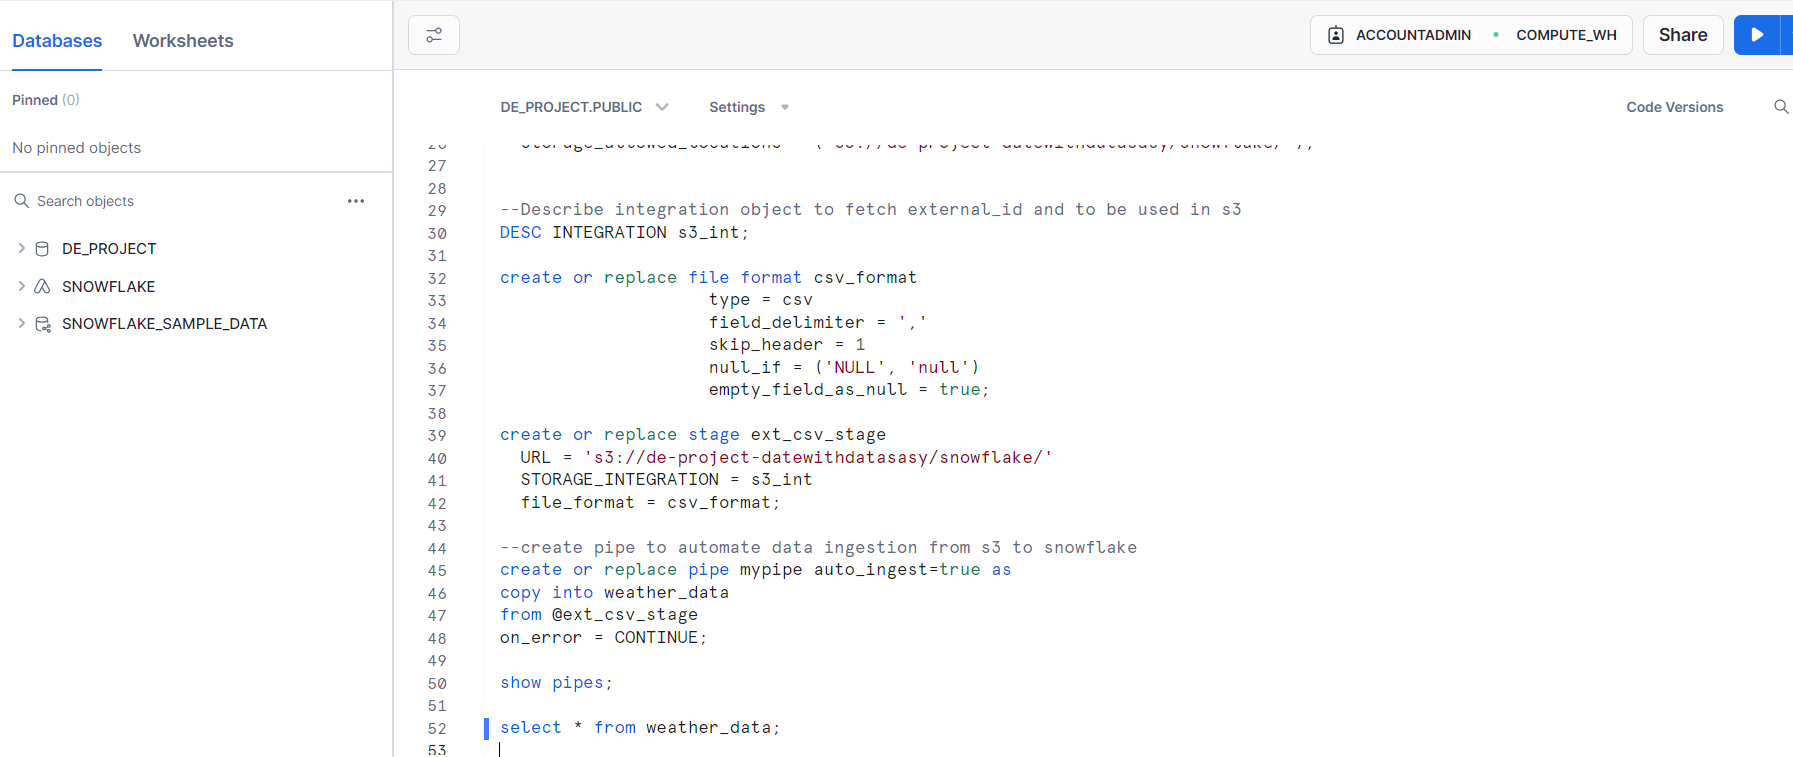 Databases Worksheets
Pinned (0)
No pinned objects
Search objects
DE_PROJECT
SNOWFLAKE
SNOWFLAKE_SAMPLE_DATA
ACCOUNTADMIN COMPUTE_WH Share
DE_PROJECT.PUBLIC Settings Code Versions
27
28
29 --Describe integration object to fetch external_id and to be used in s3
30 DESC INTEGRATION s3_int;
31
32 create or replace file format csv_format
33 type = csv
34 field_delimiter = ','
35 skip_header = 1
36 null_if = ('NULL', 'null')
37 empty_field_as_null = true;
38
39 create or replace stage ext_csv_stage
40 URL = 's3://de-project-datewithdatasasy/snowflake/'
41 STORAGE_INTEGRATION = s3_int
42 file_format = csv_format;
43
44 --create pipe to automate data ingestion from s3 to snowflake
45 create or replace pipe mypipe auto_ingest=true as
46 copy into weather_data
47 from @ext_csv_stage
48 on_error = CONTINUE;
49
50 show pipes;
51
52 select * from weather_data;
53